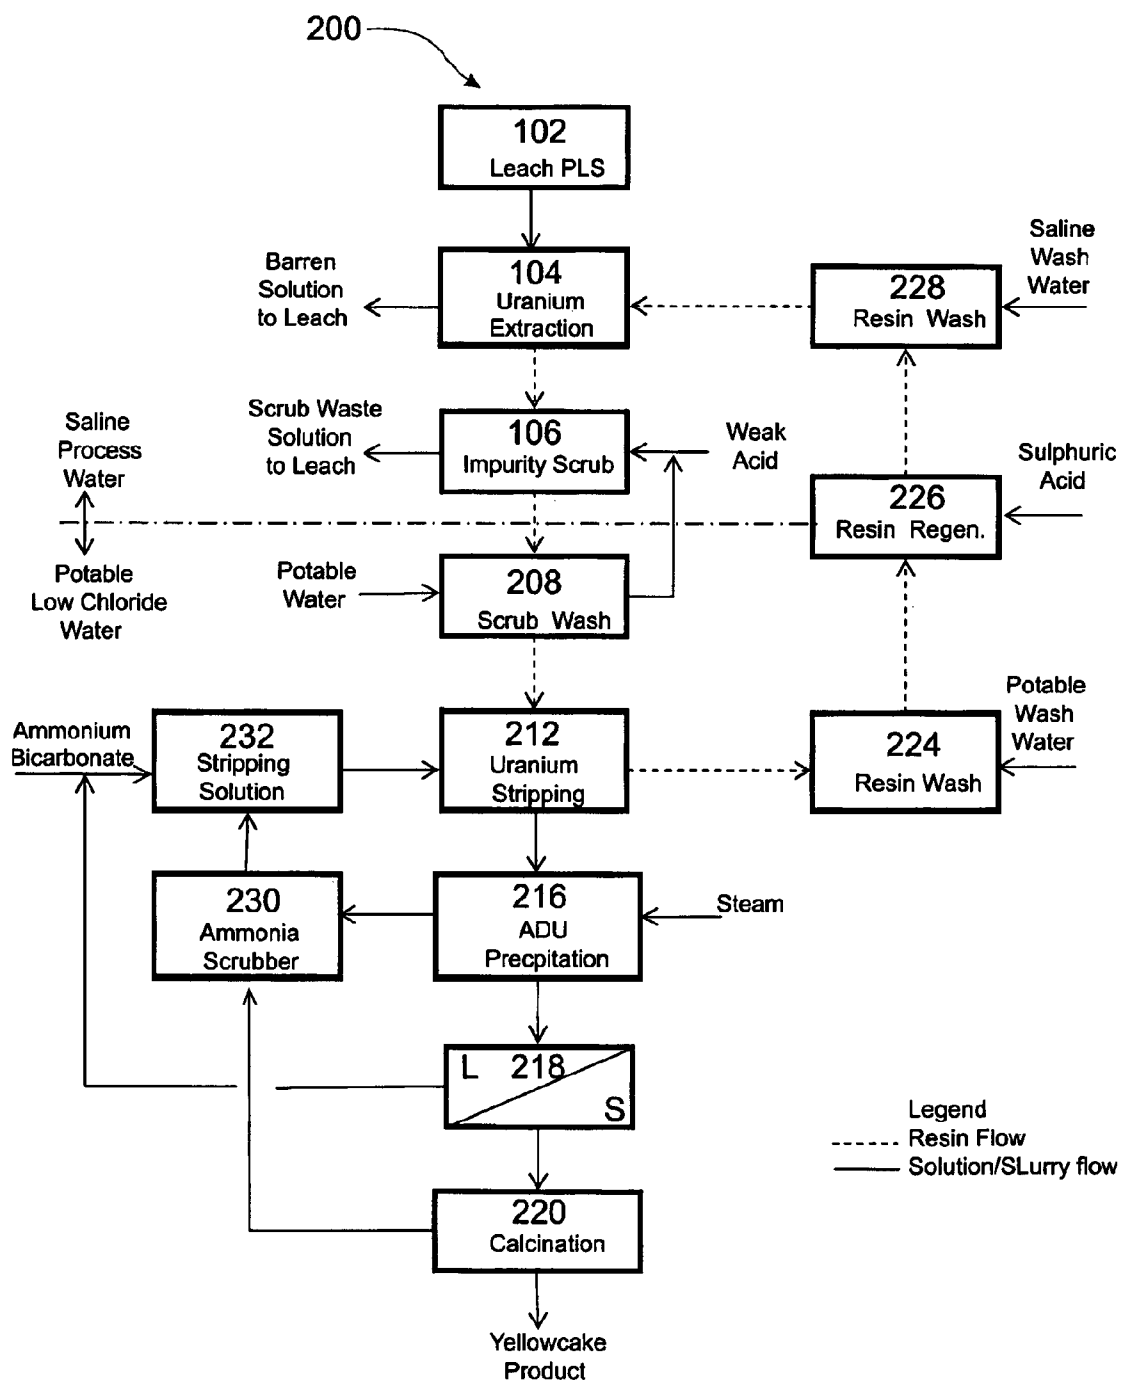 200
102
Leach PLS
Barren
Solution
to Leach
104
Uranium
Extraction
228
Resin Wash
Saline
Wash
Water
Scrub Waste
Solution
to Leach
106
Impurity Scrub
Weak
Acid
Saline
Process
Water
226
Resin Regen.
Sulphuric
Acid
Potable
Low Chloride
Water
Potable
Water
208
Scrub Wash
Ammonium
Bicarbonate
232
Stripping
Solution
212
Uranium
Stripping
224
Resin Wash
Potable
Wash
Water
230
Ammonia
Scrubber
216
ADU
Precpitation
Steam
L 218
S
Legend
Resin Flow
Solution/SLurry flow
220
Calcination
Yellowcake
Product